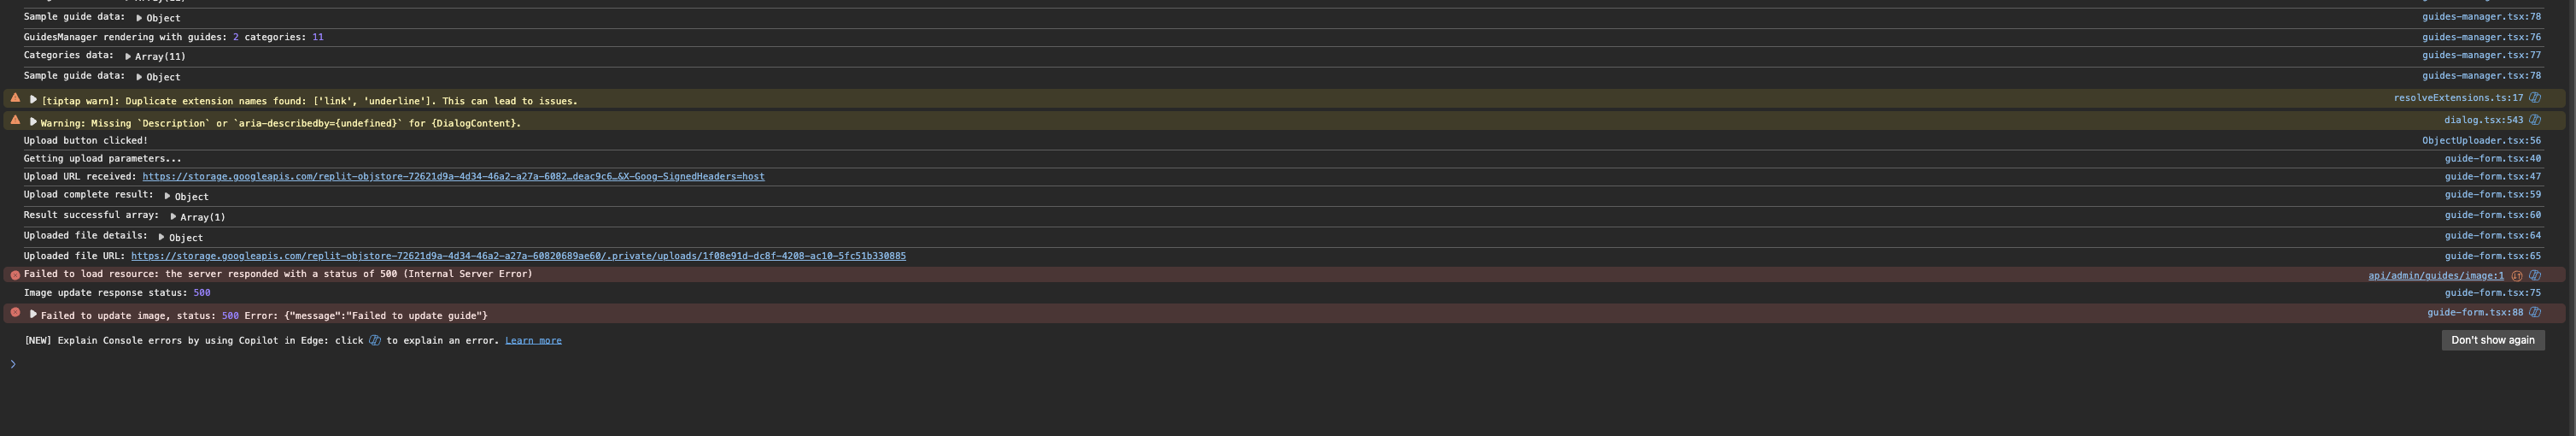 Sample guide data: ▶ Object guides-manager.tsx:78
GuidesManager rendering with guides: 2 categories: 11 guides-manager.tsx:76
Categories data: ▶ Array(11) guides-manager.tsx:77
Sample guide data: ▶ Object guides-manager.tsx:78
▶ [tiptap warn]: Duplicate extension names found: ['link', 'underline']. This can lead to issues. resolveExtensions.ts:17
▶ Warning: Missing `Description` or `aria-describedby={undefined}` for {DialogContent}. dialog.tsx:543
Upload button clicked! ObjectUploader.tsx:56
Getting upload parameters... guide-form.tsx:40
Upload URL received: https://storage.googleapis.com/replit-objstore-72621d9a-4d34-46a2-a27a-6082…deac9c6…&X-Goog-SignedHeaders=host guide-form.tsx:47
Upload complete result: ▶ Object guide-form.tsx:59
Result successful array: ▶ Array(1) guide-form.tsx:60
Uploaded file details: ▶ Object guide-form.tsx:64
Uploaded file URL: https://storage.googleapis.com/replit-objstore-72621d9a-4d34-46a2-a27a-60820689ae60/.private/uploads/1f08e91d-dc8f-4208-ac10-5fc51b330885 guide-form.tsx:65
Failed to load resource: the server responded with a status of 500 (Internal Server Error) api/admin/guides/image:1
Image update response status: 500 guide-form.tsx:75
▶ Failed to update image, status: 500 Error: {"message":"Failed to update guide"} guide-form.tsx:88
[NEW] Explain Console errors by using Copilot in Edge: click to explain an error. Learn more Don't show again